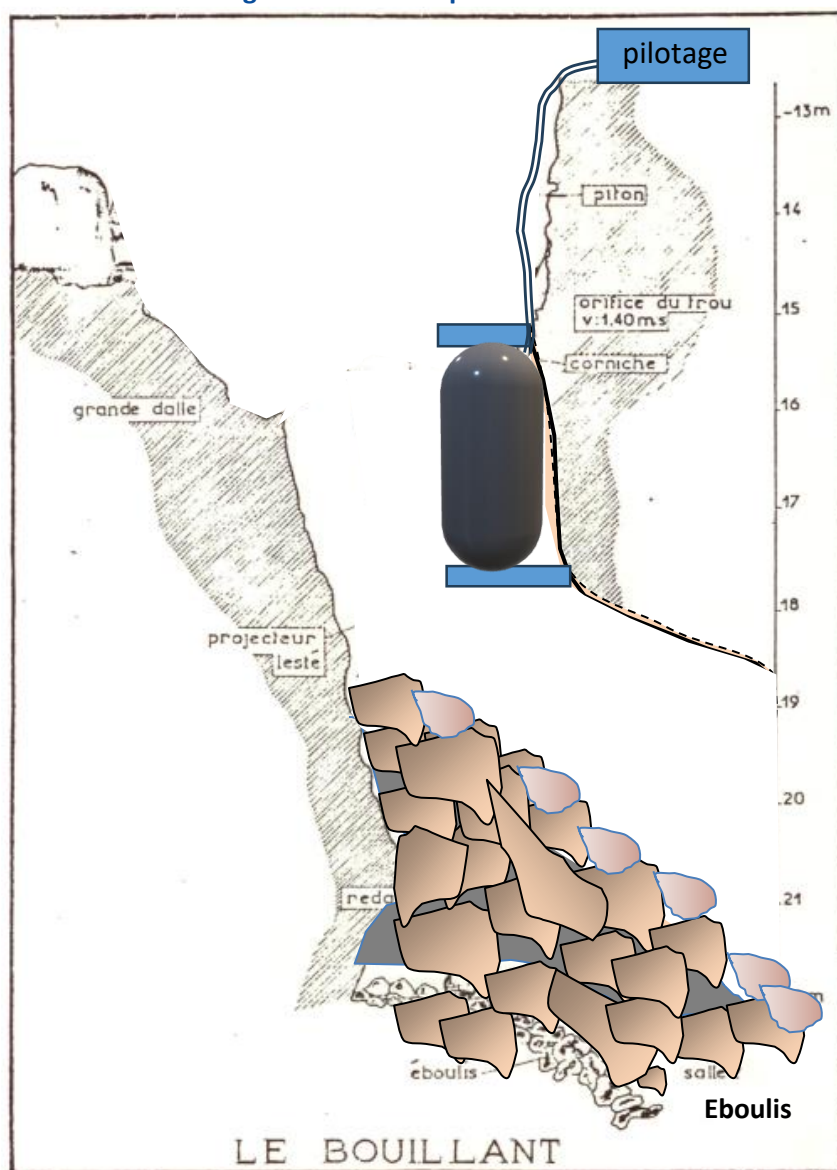 pilotage
-13m
piton
.14
orifice du trou
v:1,40m.s
.15
corniche
grande dalle
.16
.17
.18
projecteur
lesté
.19
.20
.21
éboulis
salle
Eboulis
LE BOUILLANT